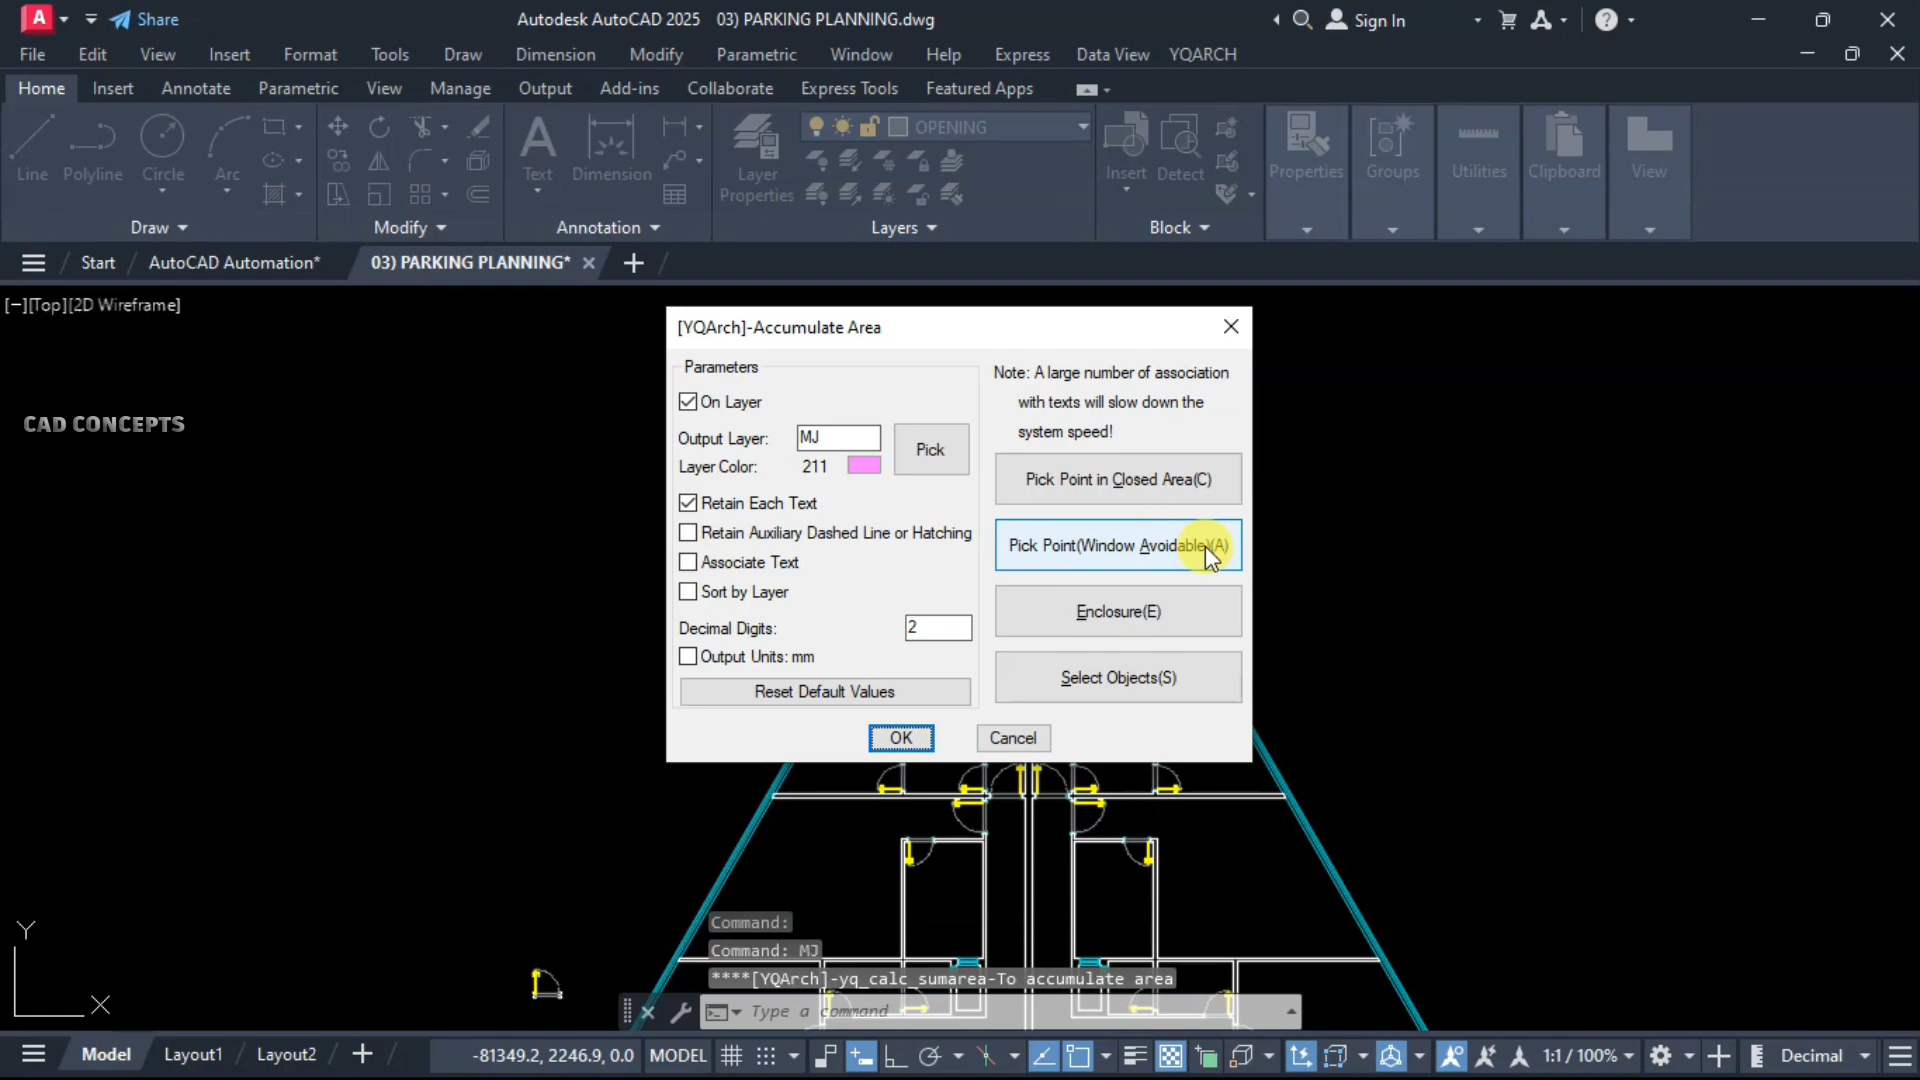 A Share Autodesk AutoCAD 2025 03) PARKING PLANNING.dwg Sign In ?
File Edit View Insert Format Tools Draw Dimension Modify Parametric Window Help Express Data View YQARCH
Home Insert Annotate Parametric View Manage Output Add-ins Collaborate Express Tools Featured Apps
OPENING
Line Polyline Circle Arc Text Dimension Layer Properties Insert Detect Properties Groups Utilities Clipboard View
Draw Modify Annotation Layers Block
Start AutoCAD Automation* 03) PARKING PLANNING*
[−][Top][2D Wireframe]
CAD CONCEPTS
[YQArch]-Accumulate Area
Parameters
On Layer
Output Layer: MJ
Pick
Layer Color: 211
Retain Each Text
Retain Auxiliary Dashed Line or Hatching
Associate Text
Sort by Layer
Decimal Digits: 2
Output Units: mm
Reset Default Values
Note: A large number of association
with texts will slow down the
system speed!
Pick Point in Closed Area(C)
Pick Point(Window Avoidable)(A)
Enclosure(E)
Select Objects(S)
OK Cancel
Command:
Command: MJ
****[YQArch]-yq_calc_sumarea-To accumulate area
Type a command
Y
X
Model Layout1 Layout2 -81349.2, 2246.9, 0.0 MODEL 1:1 / 100% Decimal